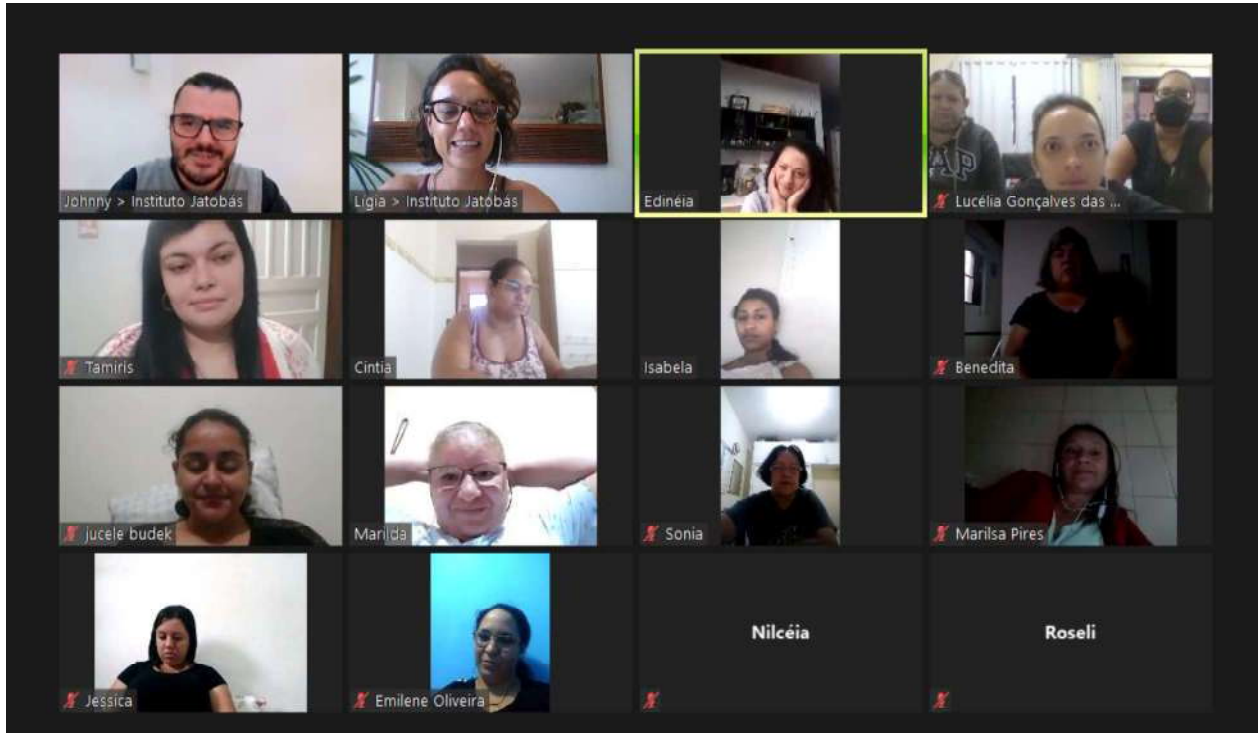 Johnny > Instituto Jatobás
Ligia > Instituto Jatobás
Edinéia
Lucélia Gonçalves das ...
AP
Tamiris
Cintia
Isabela
Benedita
jucele budek
Marilda
Sonia
Marilsa Pires
Jessica
Emilene Oliveira
Nilcéia
Roseli